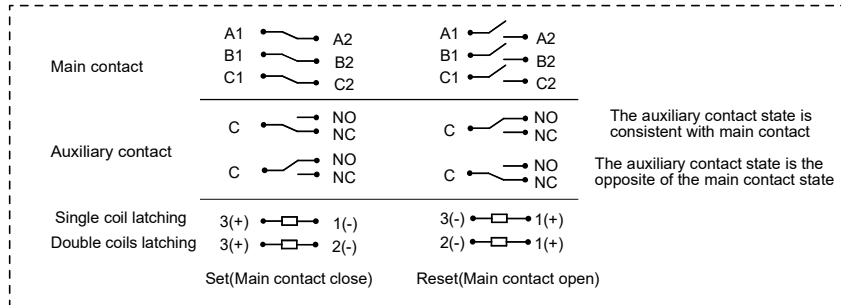 A1 A2 A1 A2
Main contact B1 B2 B1 B2
C1 C2 C1 C2
C NO C NO The auxiliary contact state is
NC NC consistent with main contact
Auxiliary contact
C NO C NO The auxiliary contact state is the
NC NC opposite of the main contact state
Single coil latching 3(+) 1(-) 3(-) 1(+)
Double coils latching 3(+) 2(-) 2(-) 1(+)
Set(Main contact close) Reset(Main contact open)